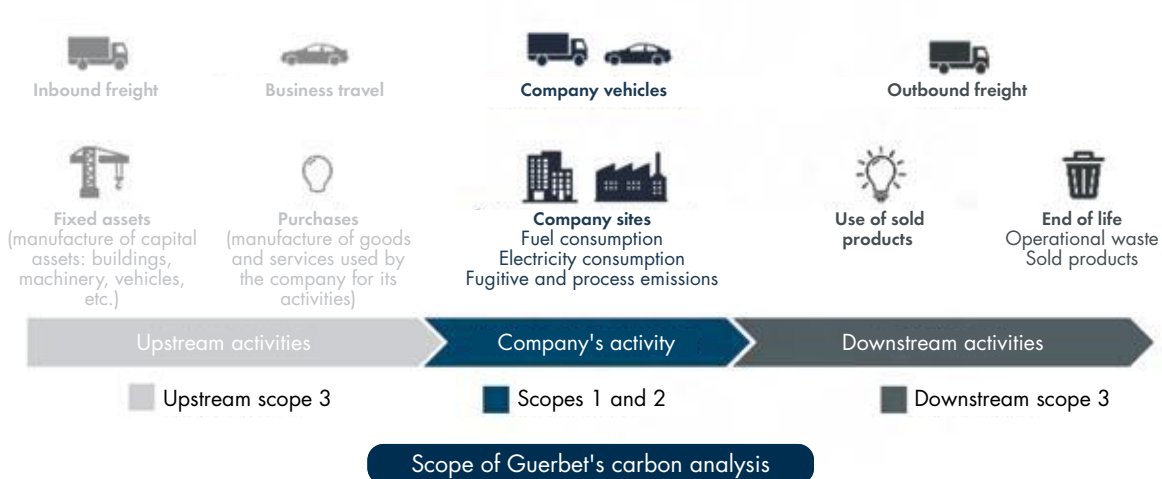 Inbound freight
Business travel
Company vehicles
Outbound freight
Fixed assets
(manufacture of capital
assets: buildings,
machinery, vehicles,
etc.)
Purchases
(manufacture of goods
and services used by
the company for its
activities)
Company sites
Fuel consumption
Electricity consumption
Fugitive and process emissions
Use of sold
products
End of life
Operational waste
Sold products
Upstream activities
Company's activity
Downstream activities
Upstream scope 3
Scopes 1 and 2
Downstream scope 3
Scope of Guerbet's carbon analysis